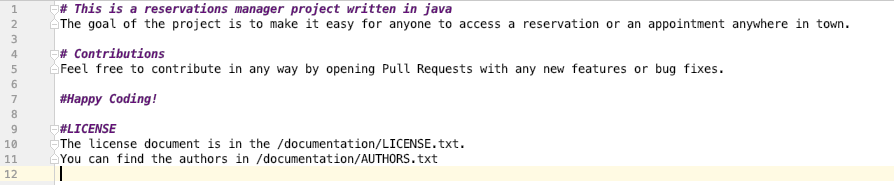 1 # This is a reservations manager project written in java
2 The goal of the project is to make it easy for anyone to access a reservation or an appointment anywhere in town.
3
4 # Contributions
5 Feel free to contribute in any way by opening Pull Requests with any new features or bug fixes.
6
7 #Happy Coding!
8
9 #LICENSE
10 The license document is in the /documentation/LICENSE.txt.
11 You can find the authors in /documentation/AUTHORS.txt
12